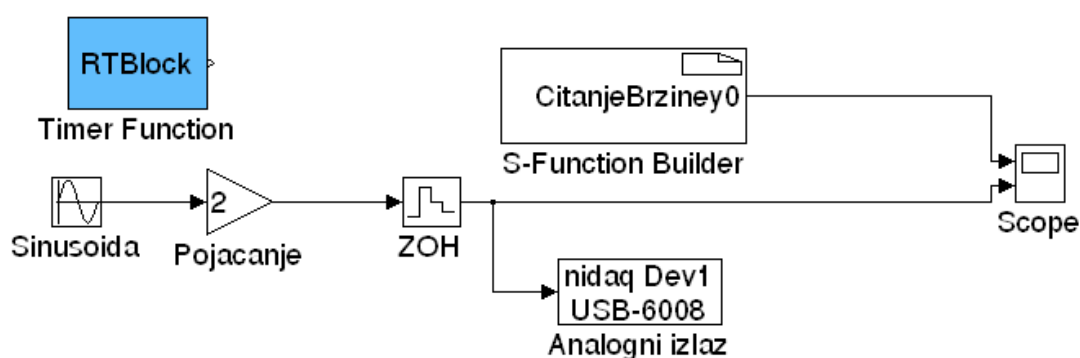 RTBlock
Timer Function
CitanjeBrziney0
S-Function Builder
2
Sinusoida
Pojacanje
ZOH
Scope
nidaq Dev1
USB-6008
Analogni izlaz